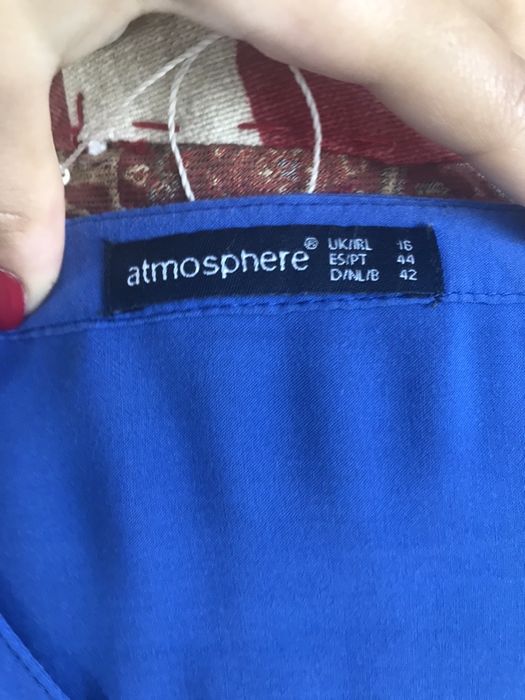 atmosphere®
UK/IRL 16
ES/PT 44
D/NL/B 42